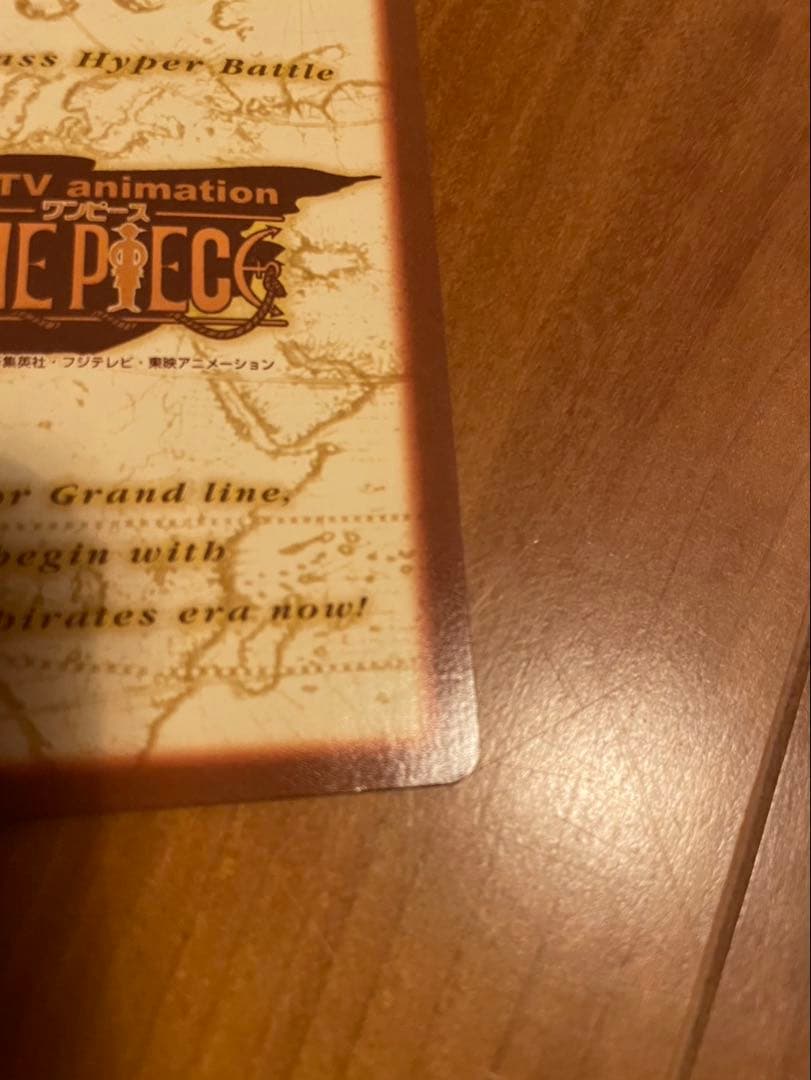 ass Hyper Battle
TV animation
ワンピース
NE PIECE
集英社・フジテレビ・東映アニメーション
or Grand line,
begin with
pirates era now!